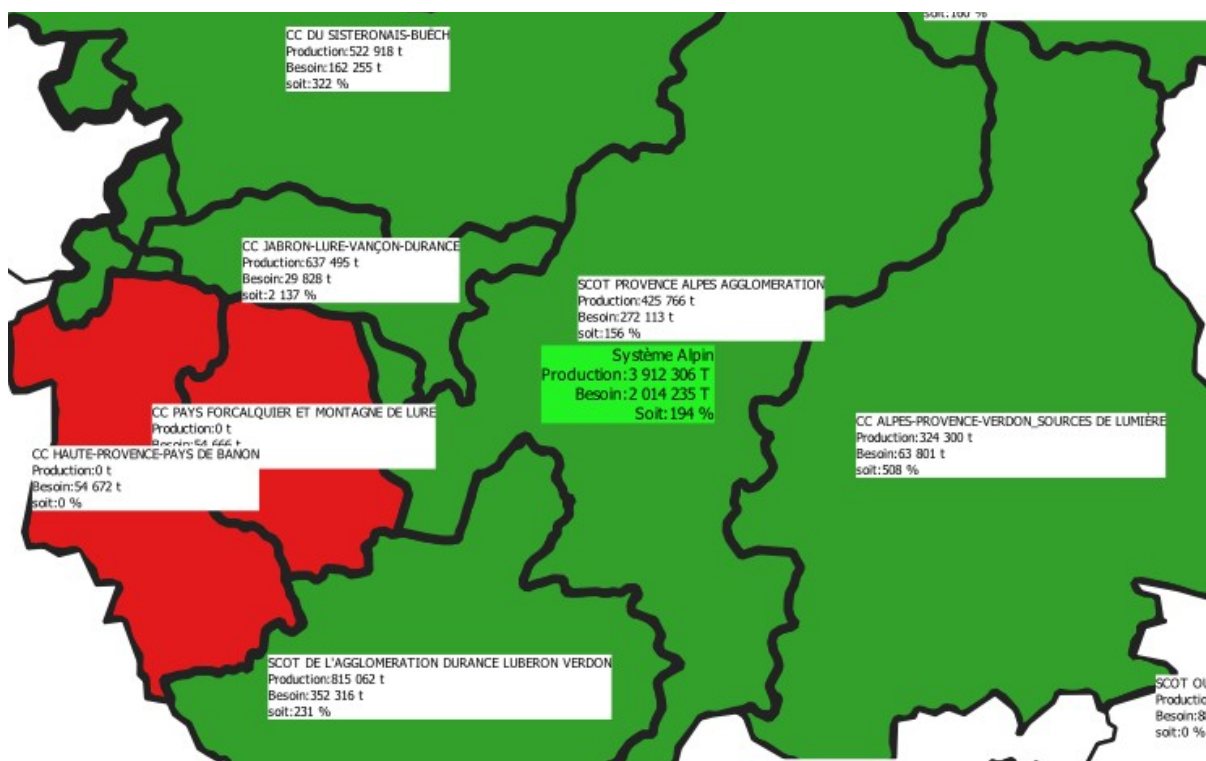 soit:160 %
CC DU SISTERONAIS-BUËCH
Production:522 918 t
Besoin:162 255 t
soit:322 %
CC JABRON-LURE-VANÇON-DURANCE
Production:637 495 t
Besoin:29 828 t
soit:2 137 %
SCOT PROVENCE ALPES AGGLOMERATION
Production:425 766 t
Besoin:272 113 t
soit:156 %
Système Alpin
Production:3 912 306 T
Besoin:2 014 235 T
Soit:194 %
CC PAYS FORCALQUIER ET MONTAGNE DE LURE
Production:0 t
Besoin:54 666 t
CC HAUTE-PROVENCE-PAYS DE BANON
Production:0 t
Besoin:54 672 t
soit:0 %
CC ALPES-PROVENCE-VERDON_SOURCES DE LUMIÈRE
Production:324 300 t
Besoin:63 801 t
soit:508 %
SCOT DE L'AGGLOMERATION DURANCE LUBERON VERDON
Production:815 062 t
Besoin:352 316 t
soit:231 %
SCOT
soit:0 %